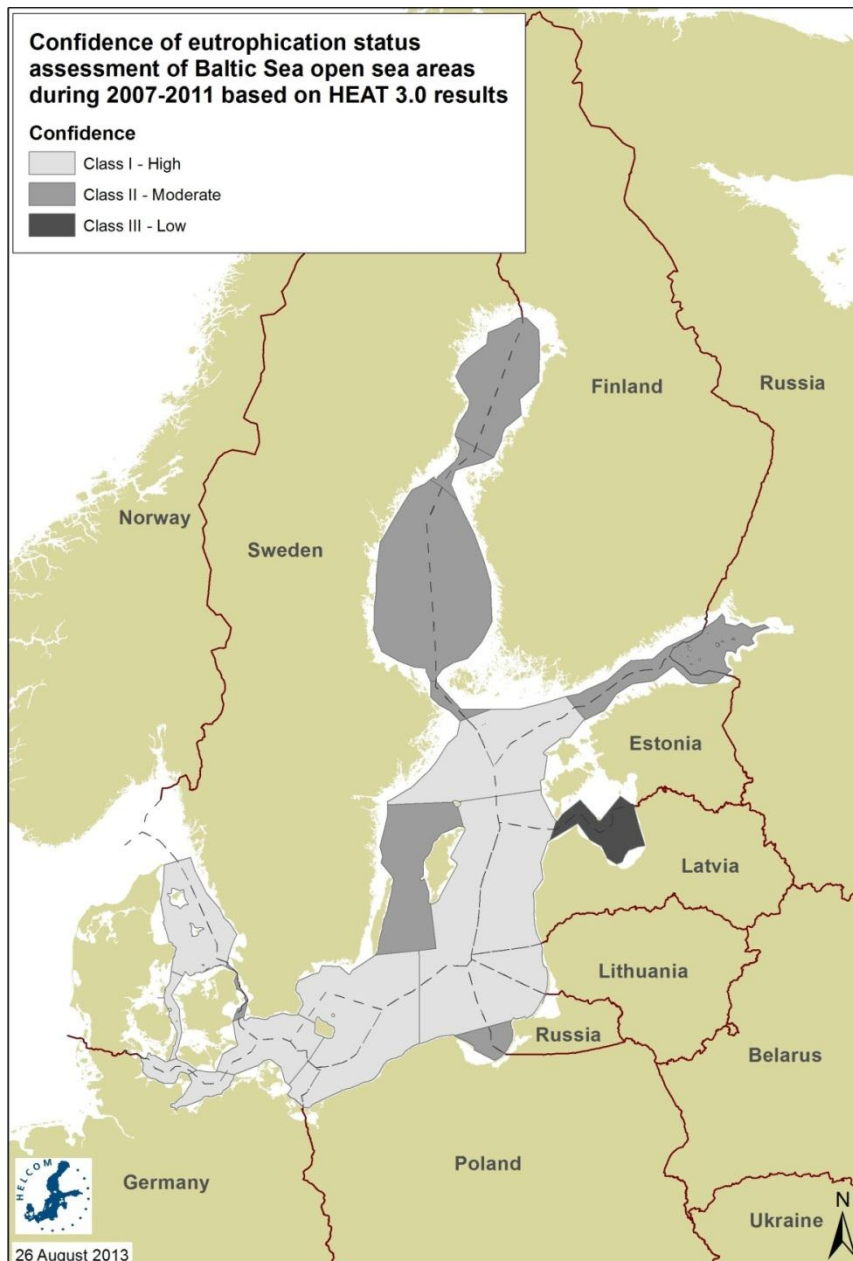 Confidence of eutrophication status
assessment of Baltic Sea open sea areas
during 2007-2011 based on HEAT 3.0 results
Confidence
Class I - High
Class II - Moderate
Class III - Low
Finland
Russia
Norway
Sweden
Estonia
Latvia
Lithuania
Russia
Belarus
Poland
Germany
Ukraine
HELCOM
N
26 August 2013